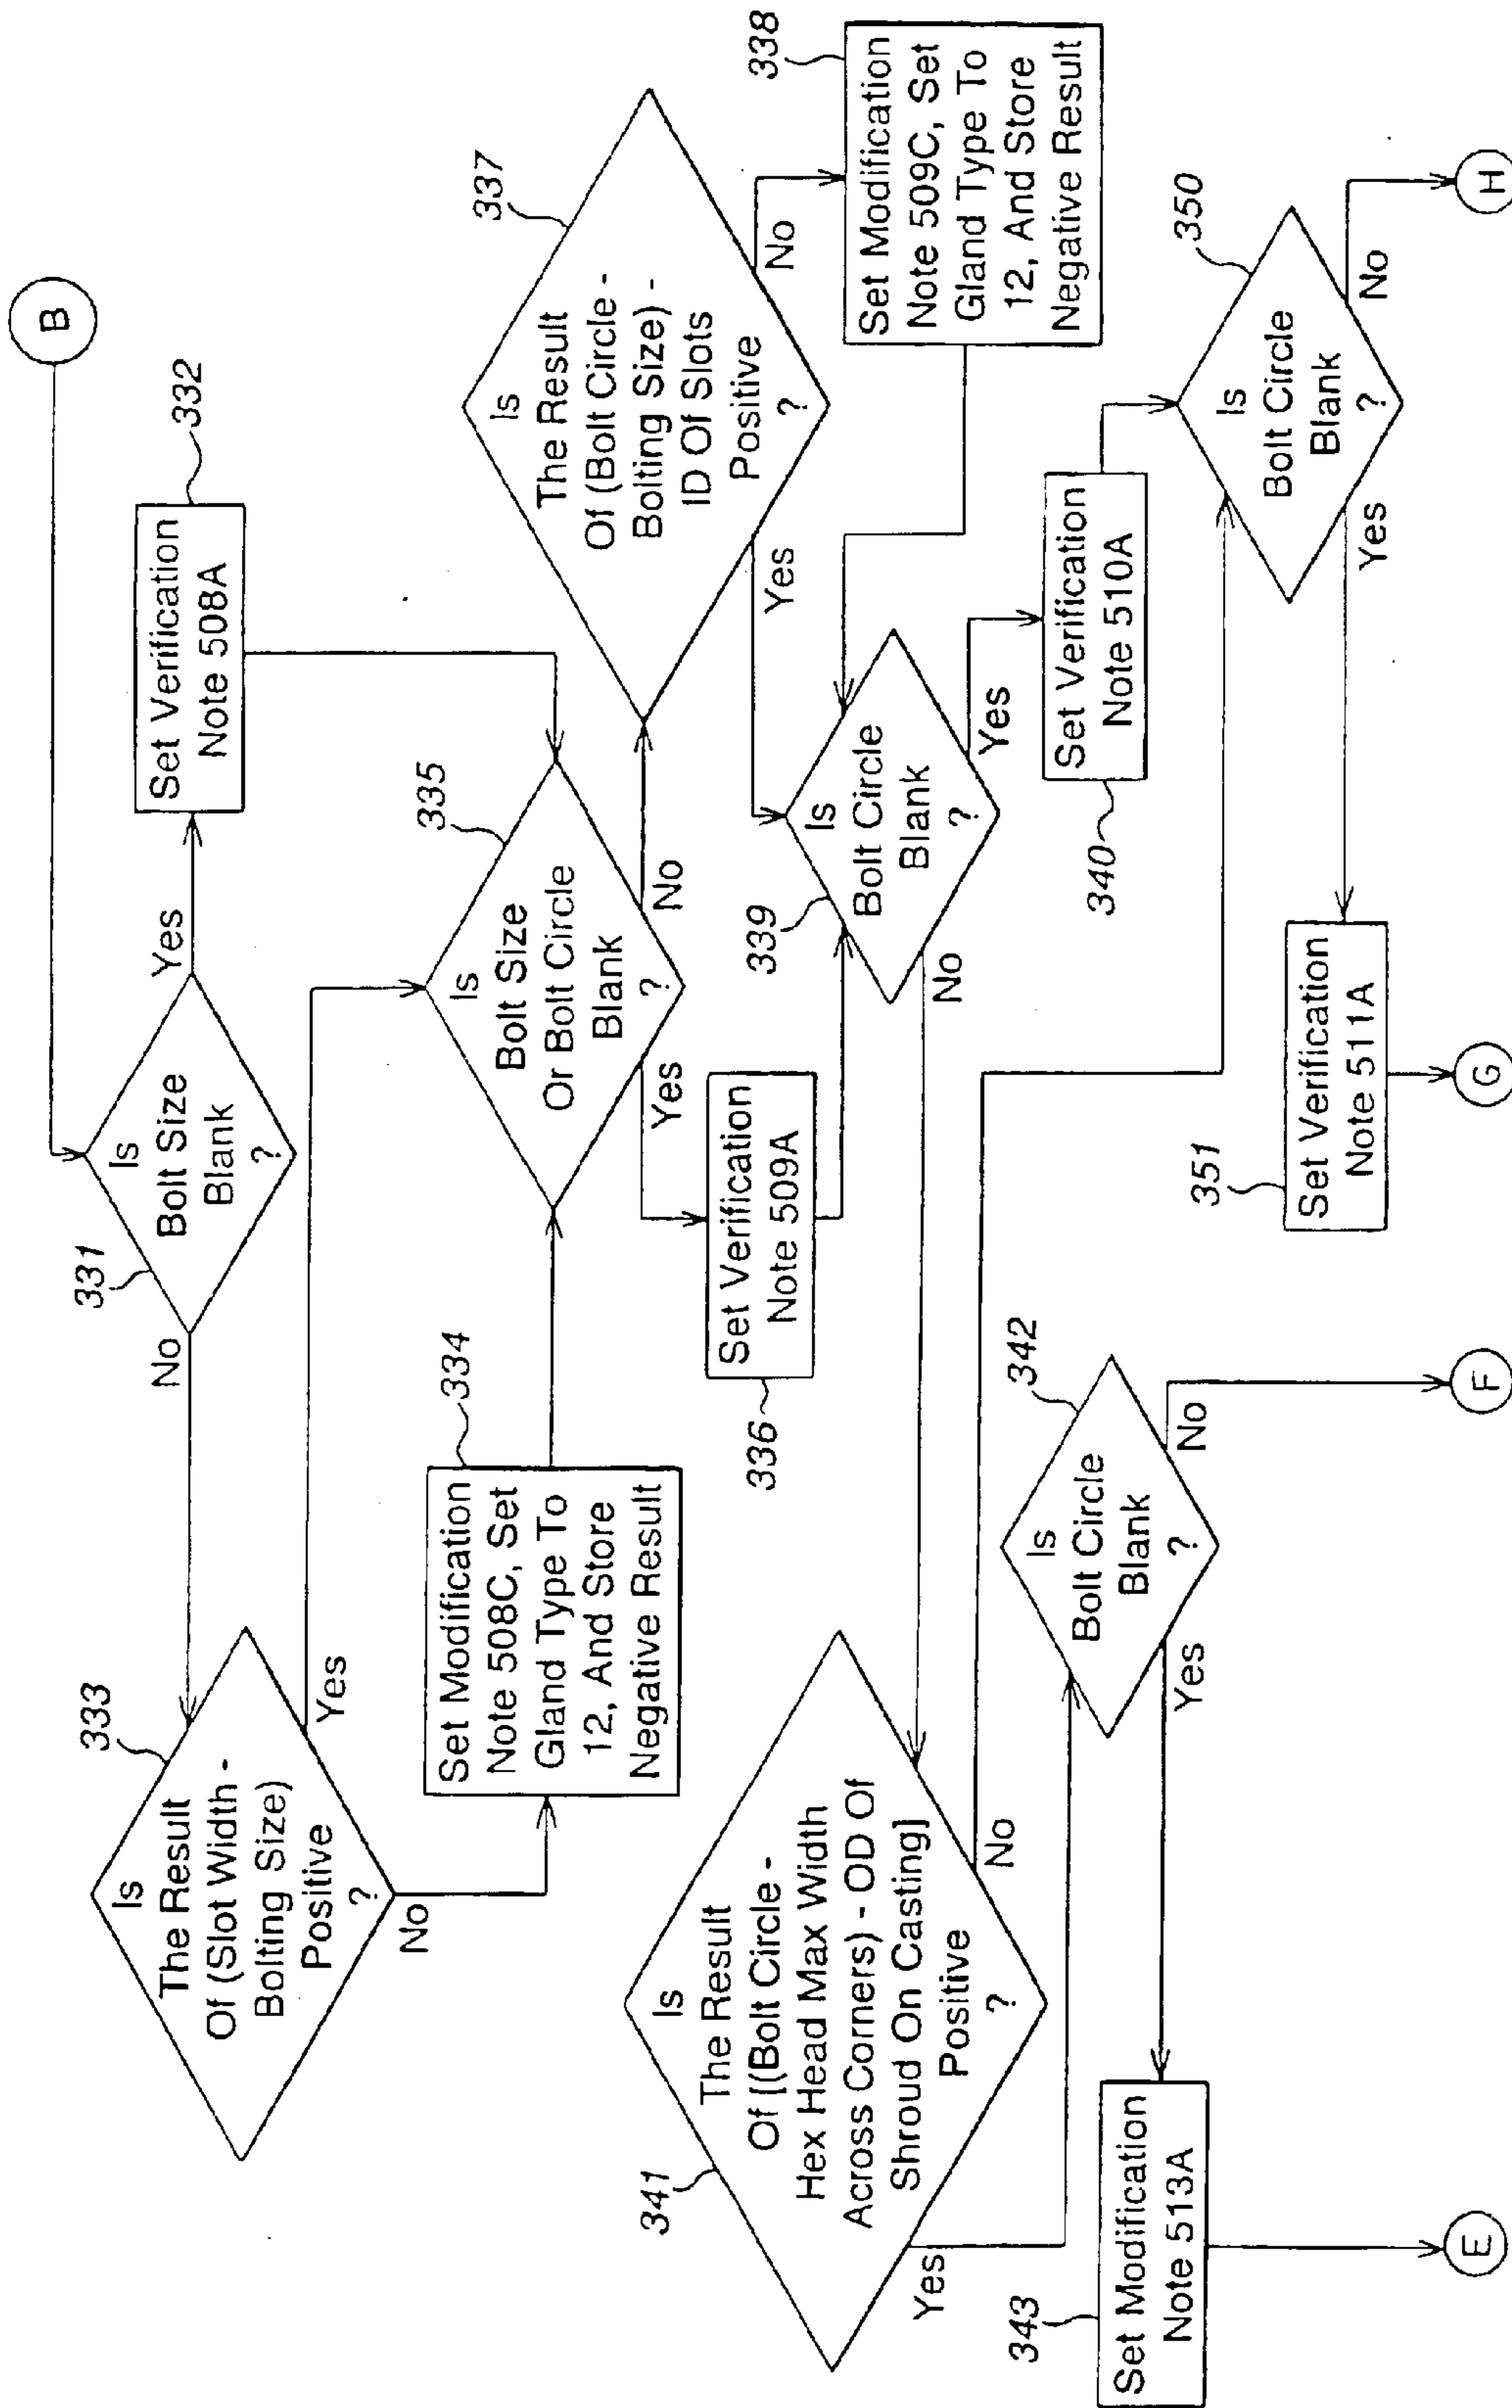 B
331
Is
Bolt Size
Blank
?
Yes
No
332
Set Verification
Note 508A
333
Is
The Result
Of (Slot Width -
Bolting Size)
Positive
?
Yes
No
334
Set Modification
Note 508C, Set
Gland Type To
12, And Store
Negative Result
335
Is
Bolt Size
Or Bolt Circle
Blank
?
Yes
No
336
Set Verification
Note 509A
337
Is
The Result
Of (Bolt Circle -
Bolting Size) -
ID Of Slots
Positive
?
Yes
No
338
Set Modification
Note 509C, Set
Gland Type To
12, And Store
Negative Result
339
Is
Bolt Circle
Blank
?
No
Yes
340
Set Verification
Note 510A
341
Is
The Result
Of [(Bolt Circle -
Hex Head Max Width
Across Corners) - OD Of
Shroud On Casting]
Positive
?
Yes
No
342
Is
Bolt Circle
Blank
?
Yes
No
343
Set Modification
Note 513A
350
Is
Bolt Circle
Blank
?
Yes
No
351
Set Verification
Note 511A
E
F
G
H